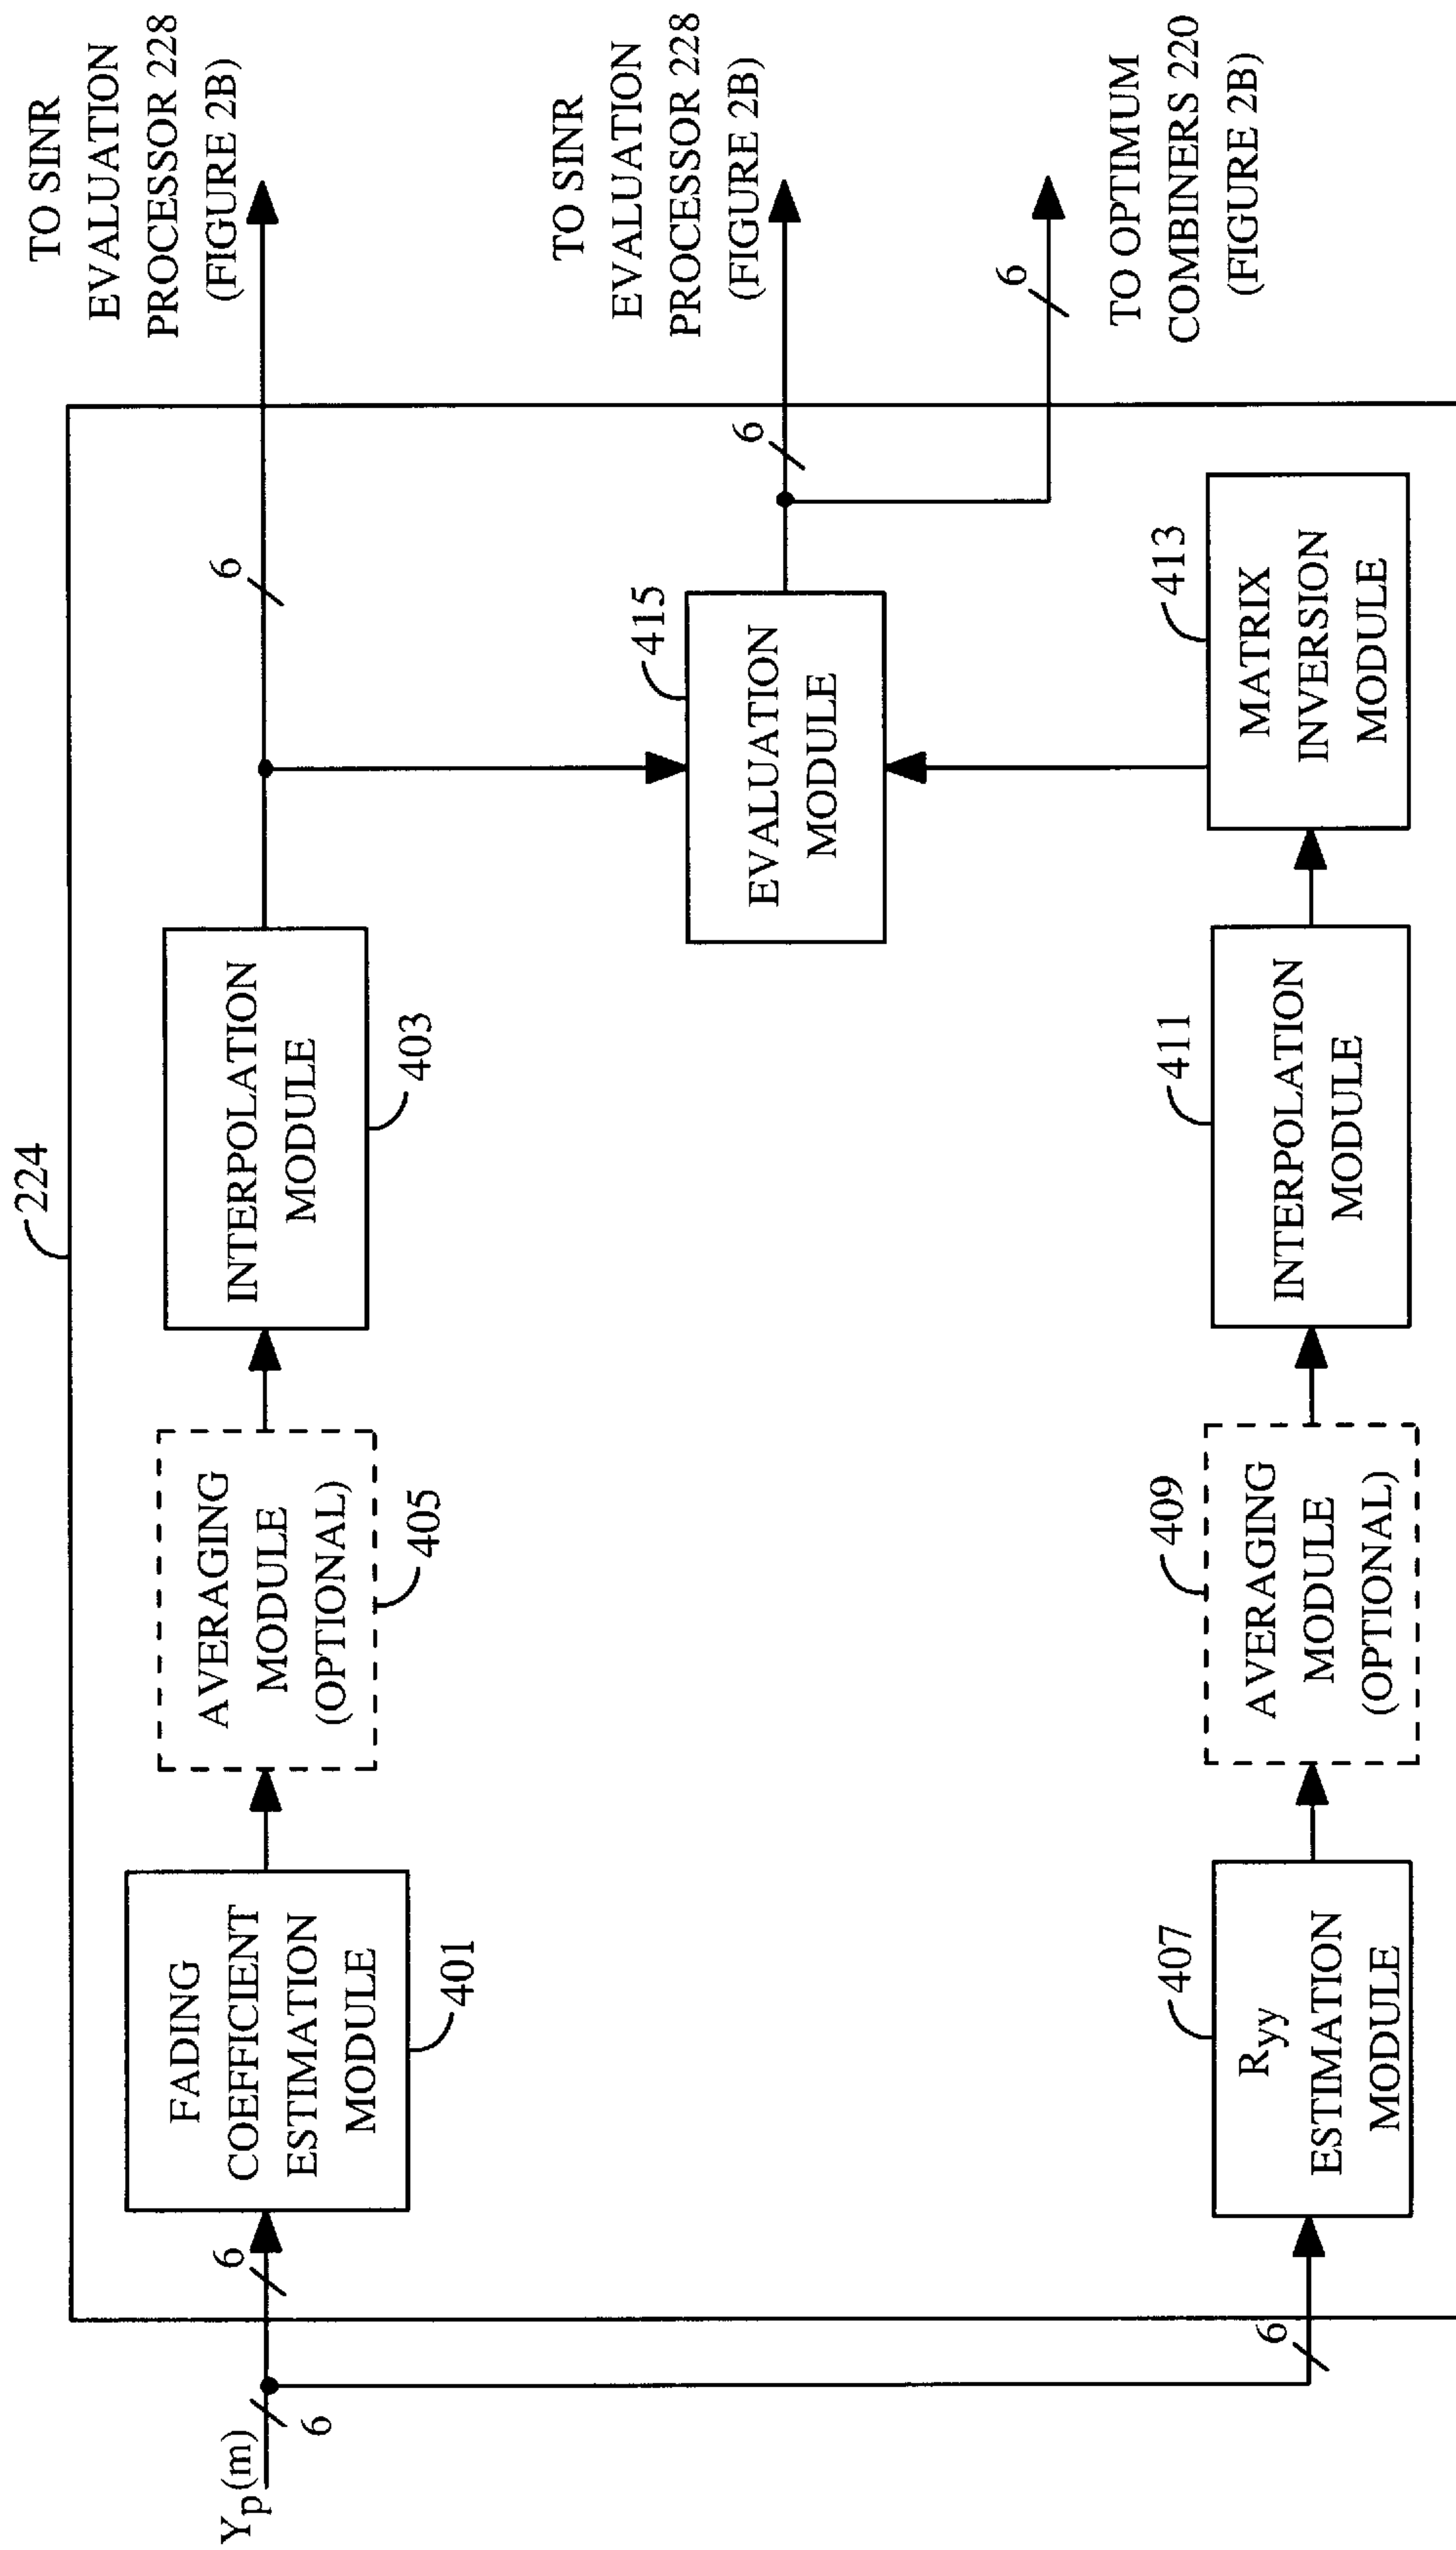 224
Yp(m)
6
6
6
FADING
COEFFICIENT
ESTIMATION
MODULE
401
AVERAGING
MODULE
(OPTIONAL)
405
INTERPOLATION
MODULE
403
6
TO SINR
EVALUATION
PROCESSOR 228
(FIGURE 2B)
EVALUATION
MODULE
415
6
TO SINR
EVALUATION
PROCESSOR 228
(FIGURE 2B)
6
TO OPTIMUM
COMBINERS 220
(FIGURE 2B)
Ryy
ESTIMATION
MODULE
407
AVERAGING
MODULE
(OPTIONAL)
409
INTERPOLATION
MODULE
411
MATRIX
INVERSION
MODULE
413